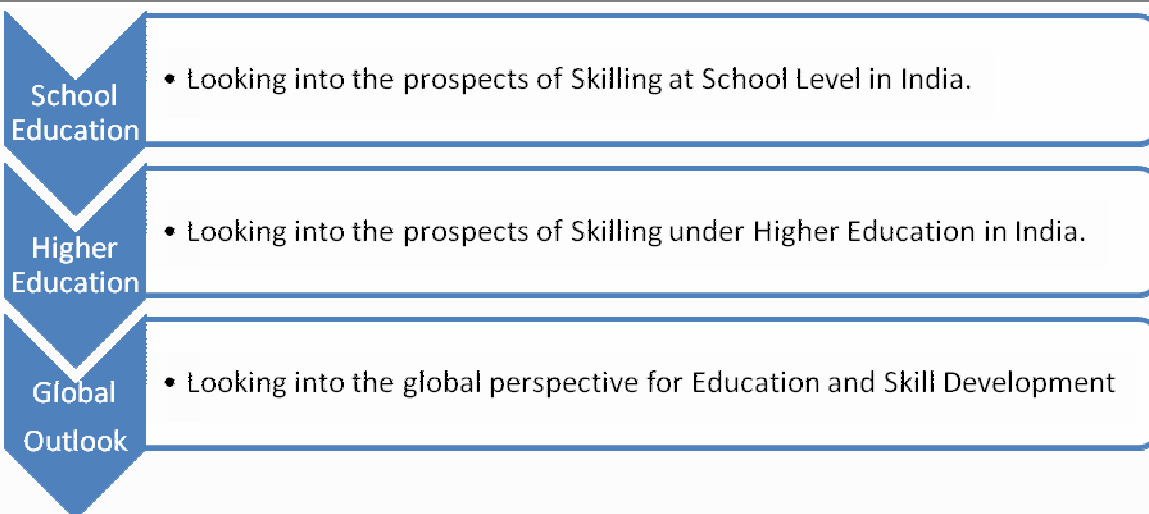 School
Education
• Looking into the prospects of Skilling at School Level in India.
Higher
Education
• Looking into the prospects of Skilling under Higher Education in India.
Global
Outlook
• Looking into the global perspective for Education and Skill Development